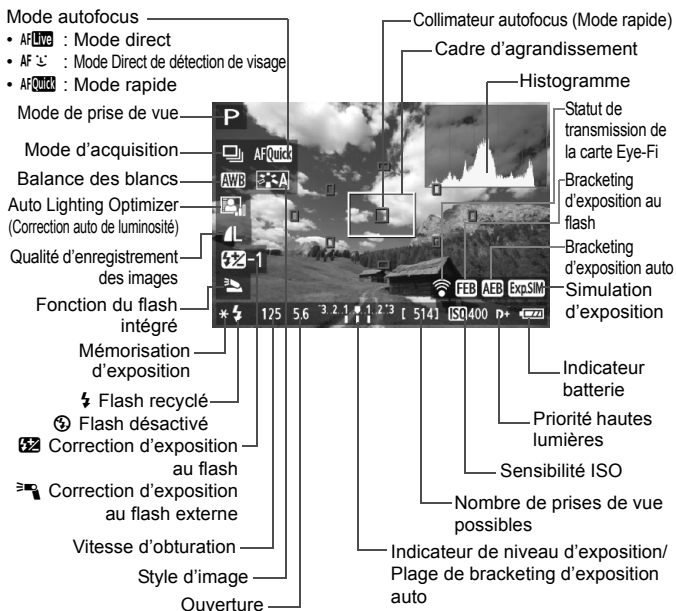 Mode autofocus
• AF Live : Mode direct
• AF : Mode Direct de détection de visage
• AF Quick : Mode rapide
Mode de prise de vue
Mode d'acquisition
Balance des blancs
Auto Lighting Optimizer
(Correction auto de luminosité)
Qualité d'enregistrement
des images
Fonction du flash
intégré
Mémorisation
d'exposition
Flash recyclé
Flash désactivé
Correction d'exposition
au flash
Correction d'exposition
au flash externe
Vitesse d'obturation
Style d'image
Ouverture
Collimateur autofocus (Mode rapide)
Cadre d'agrandissement
Histogramme
Statut de
transmission de
la carte Eye-Fi
Bracketing
d'exposition au
flash
Bracketing
d'exposition auto
Simulation
d'exposition
Indicateur
batterie
Priorité hautes
lumières
Sensibilité ISO
Nombre de prises de vue
possibles
Indicateur de niveau d'exposition/
Plage de bracketing d'exposition
auto
P
AF Quick
AWB
A
L
-1
FEB AEB Exp.SIM
* 125 5.6 3..2..1..1..2..3 [ 514] ISO 400 D+